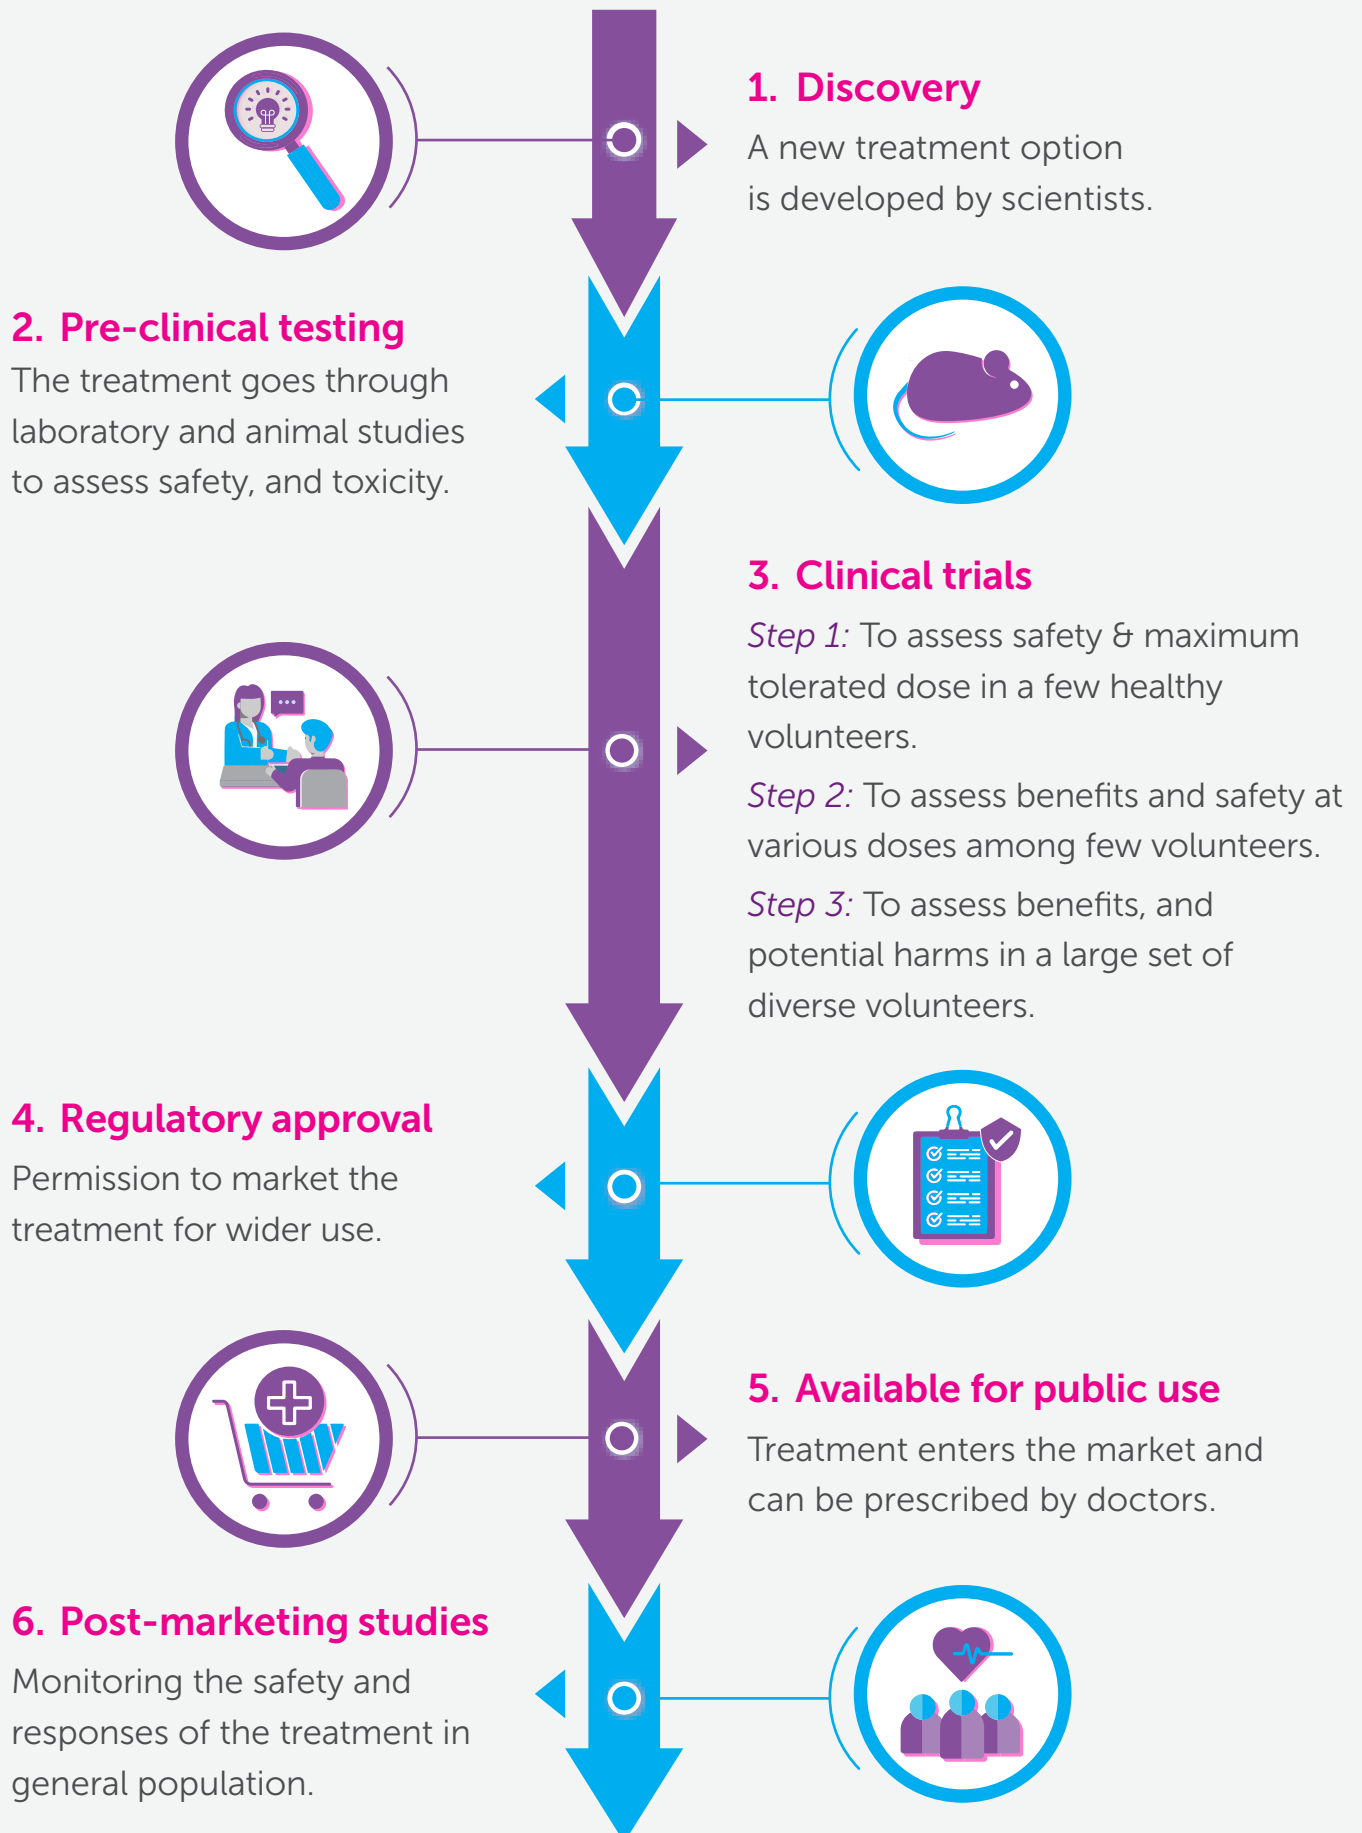 1. Discovery
A new treatment option
is developed by scientists.
2. Pre-clinical testing
The treatment goes through
laboratory and animal studies
to assess safety, and toxicity.
3. Clinical trials
Step 1: To assess safety & maximum
tolerated dose in a few healthy
volunteers.
Step 2: To assess benefits and safety at
various doses among few volunteers.
Step 3: To assess benefits, and
potential harms in a large set of
diverse volunteers.
4. Regulatory approval
Permission to market the
treatment for wider use.
5. Available for public use
Treatment enters the market and
can be prescribed by doctors.
6. Post-marketing studies
Monitoring the safety and
responses of the treatment in
general population.